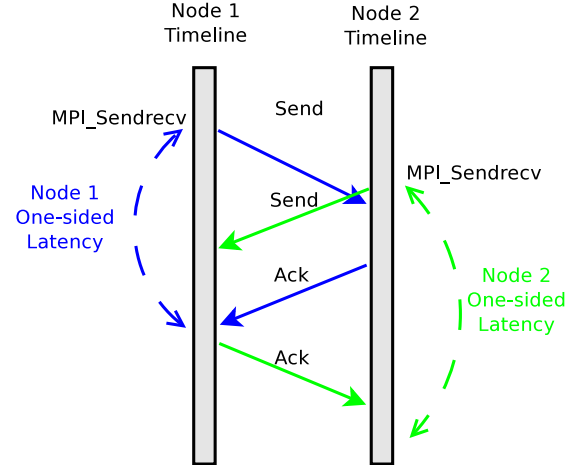 Node 1
Timeline
Node 2
Timeline
Send
MPI_Sendrecv
MPI_Sendrecv
Node 1
One-sided
Latency
Send
Ack
Node 2
One-sided
Latency
Ack